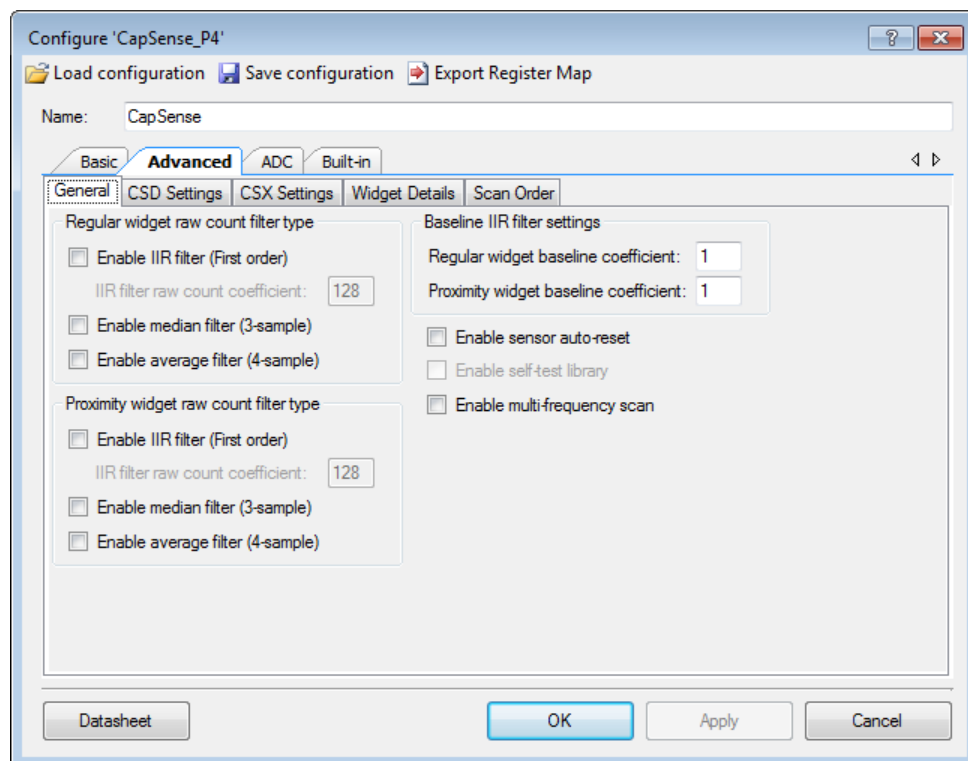 Configure 'CapSense_P4'
?
Load configuration Save configuration Export Register Map
Name: CapSense
Basic Advanced ADC Built-in
General CSD Settings CSX Settings Widget Details Scan Order
Regular widget raw count filter type
Enable IIR filter (First order)
IIR filter raw count coefficient: 128
Enable median filter (3-sample)
Enable average filter (4-sample)
Proximity widget raw count filter type
Enable IIR filter (First order)
IIR filter raw count coefficient: 128
Enable median filter (3-sample)
Enable average filter (4-sample)
Baseline IIR filter settings
Regular widget baseline coefficient: 1
Proximity widget baseline coefficient: 1
Enable sensor auto-reset
Enable self-test library
Enable multi-frequency scan
Datasheet OK Apply Cancel